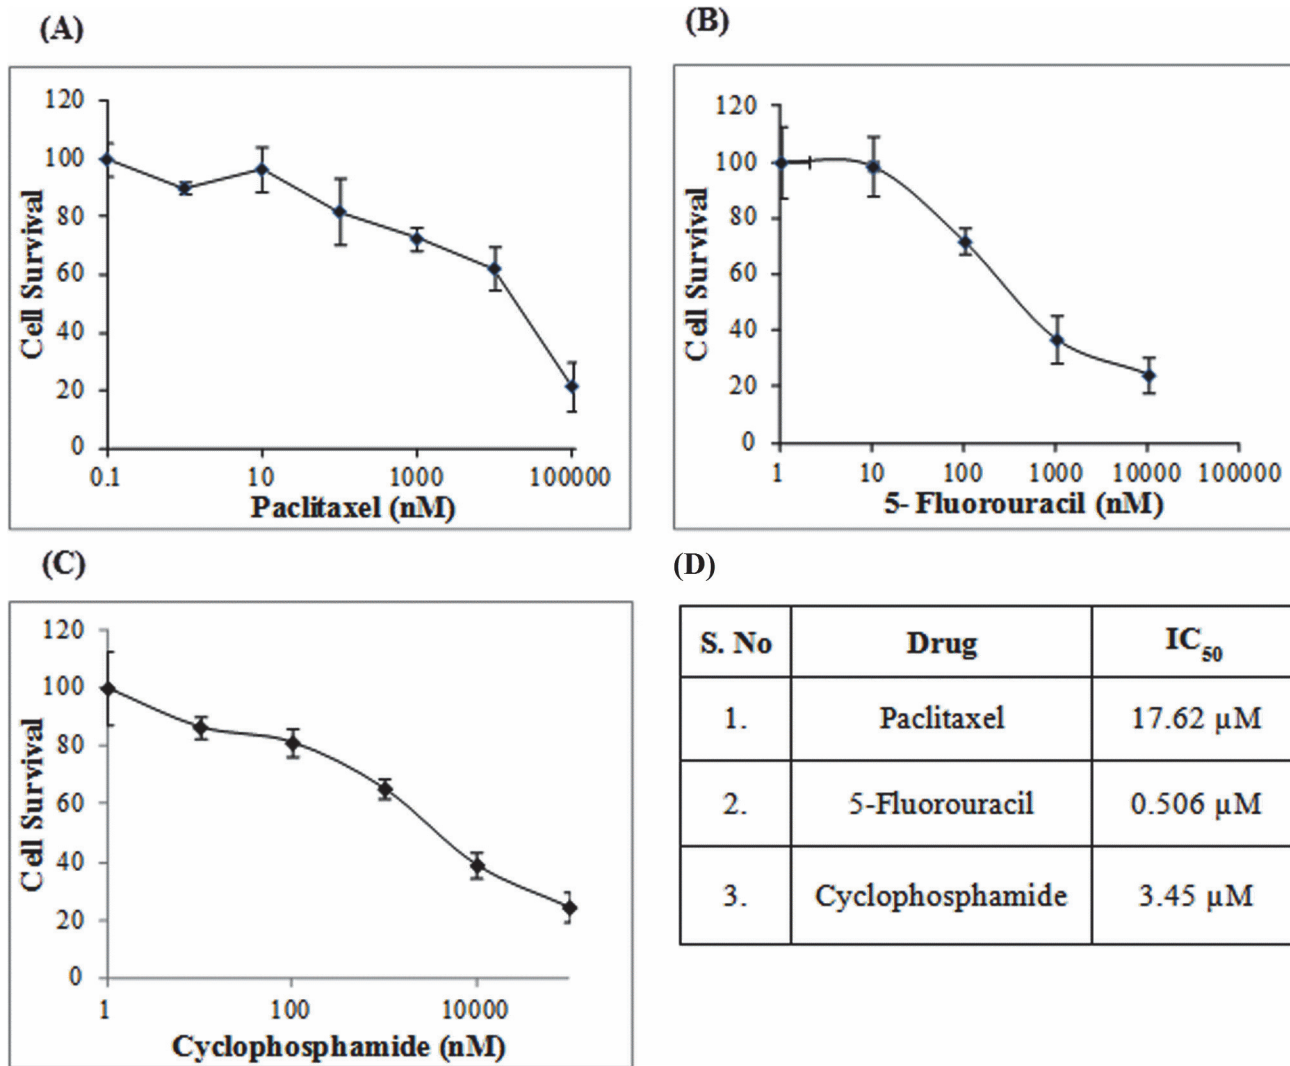 (A)
120
100
80
60
40
20
0
Cell Survival
0.1 10 1000 100000
Paclitaxel (nM)
(B)
120
100
80
60
40
20
0
Cell Survival
1 10 100 1000 10000 100000
5- Fluorouracil (nM)
(C)
120
100
80
60
40
20
0
Cell Survival
1 100 10000
Cyclophosphamide (nM)
(D)
S. No Drug IC50
1. Paclitaxel 17.62 µM
2. 5-Fluorouracil 0.506 µM
3. Cyclophosphamide 3.45 µM